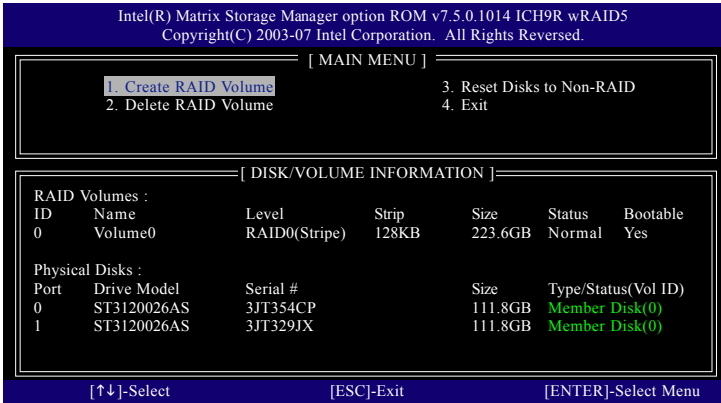 Intel(R) Matrix Storage Manager option ROM v7.5.0.1014 ICH9R wRAID5
Copyright(C) 2003-07 Intel Corporation. All Rights Reversed.
[ MAIN MENU ]
1. Create RAID Volume 3. Reset Disks to Non-RAID
2. Delete RAID Volume 4. Exit
[ DISK/VOLUME INFORMATION ]
RAID Volumes :
ID Name Level Strip Size Status Bootable
0 Volume0 RAID0(Stripe) 128KB 223.6GB Normal Yes
Physical Disks :
Port Drive Model Serial # Size Type/Status(Vol ID)
0 ST3120026AS 3JT354CP 111.8GB Member Disk(0)
1 ST3120026AS 3JT329JX 111.8GB Member Disk(0)
[↑↓]-Select [ESC]-Exit [ENTER]-Select Menu